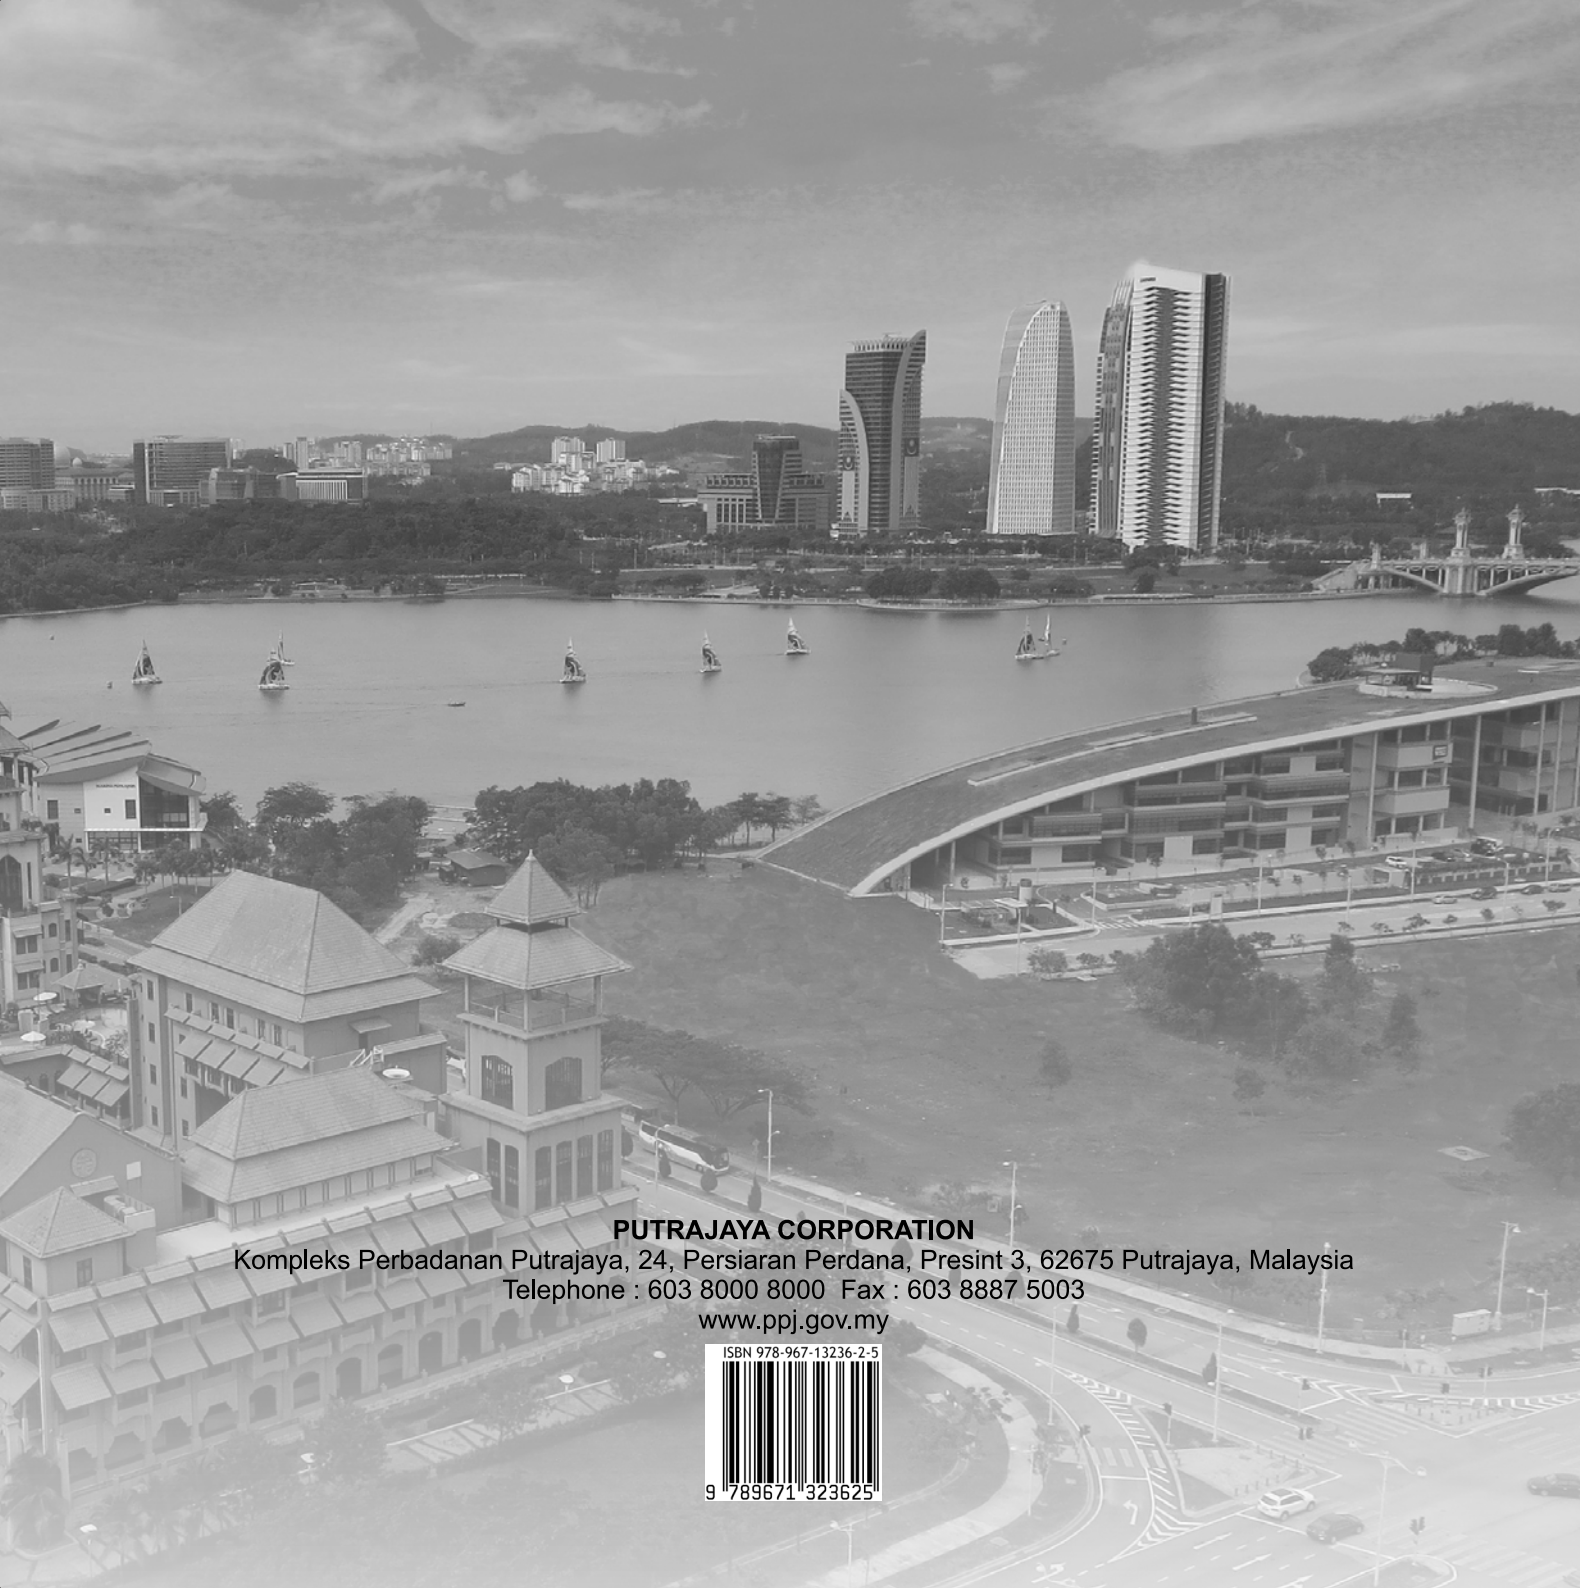 PUTRAJAYA CORPORATION
Kompleks Perbadanan Putrajaya, 24, Persiaran Perdana, Presint 3, 62675 Putrajaya, Malaysia
Telephone : 603 8000 8000  Fax : 603 8887 5003
www.ppj.gov.my
ISBN 978-967-13236-2-5
9 789671 323625